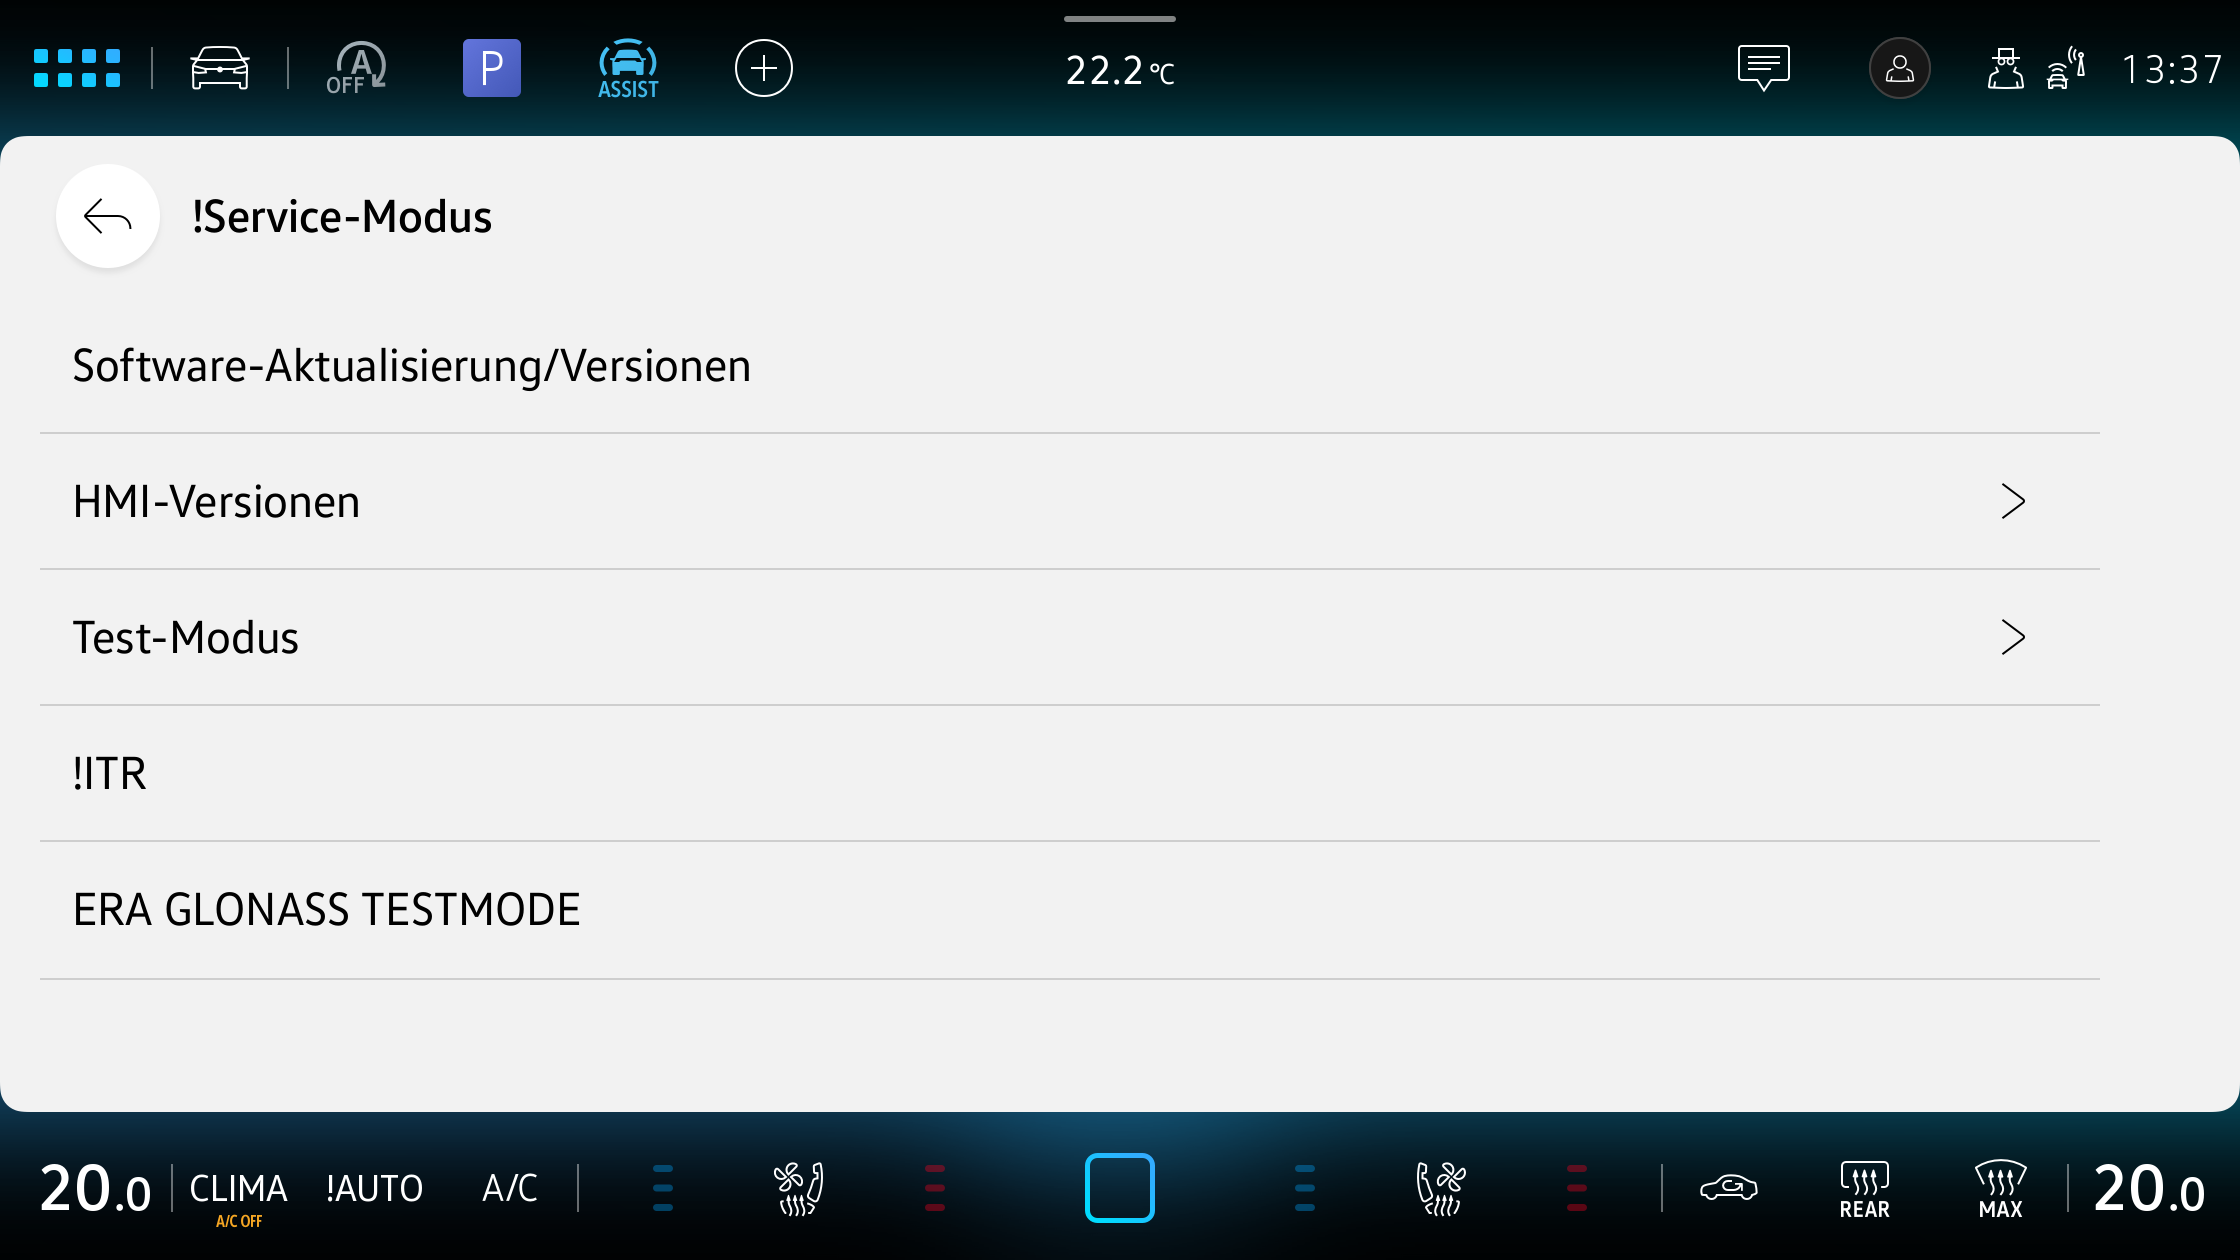 A
OFF
P
ASSIST
22.2 °C
13:37
!Service-Modus
Software-Aktualisierung/Versionen
HMI-Versionen
Test-Modus
!ITR
ERA GLONASS TESTMODE
20.0
CLIMA
A/C OFF
!AUTO
A/C
REAR
MAX
20.0